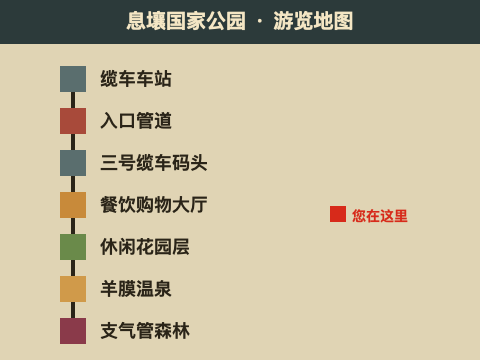 息壤国家公园 · 游览地图
缆车车站
入口管道
三号缆车码头
餐饮购物大厅
您在这里
休闲花园层
羊膜温泉
支气管森林